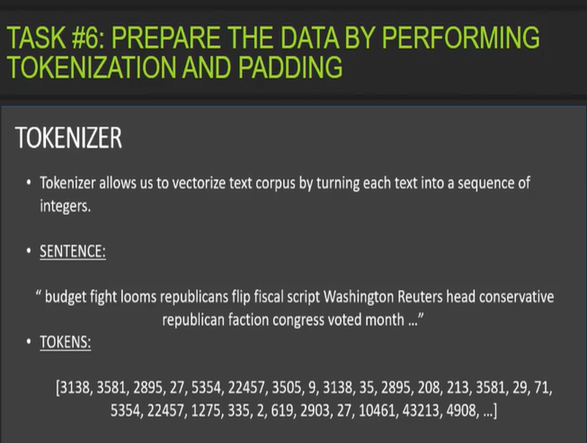 TASK #6: PREPARE THE DATA BY PERFORMING
TOKENIZATION AND PADDING
TOKENIZER
• Tokenizer allows us to vectorize text corpus by turning each text into a sequence of
integers.
• SENTENCE:
“ budget fight looms republicans flip fiscal script Washington Reuters head conservative
republican faction congress voted month …”
• TOKENS:
[3138, 3581, 2895, 27, 5354, 22457, 3505, 9, 3138, 35, 2895, 208, 213, 3581, 29, 71,
5354, 22457, 1275, 335, 2, 619, 2903, 27, 10461, 43213, 4908, …]